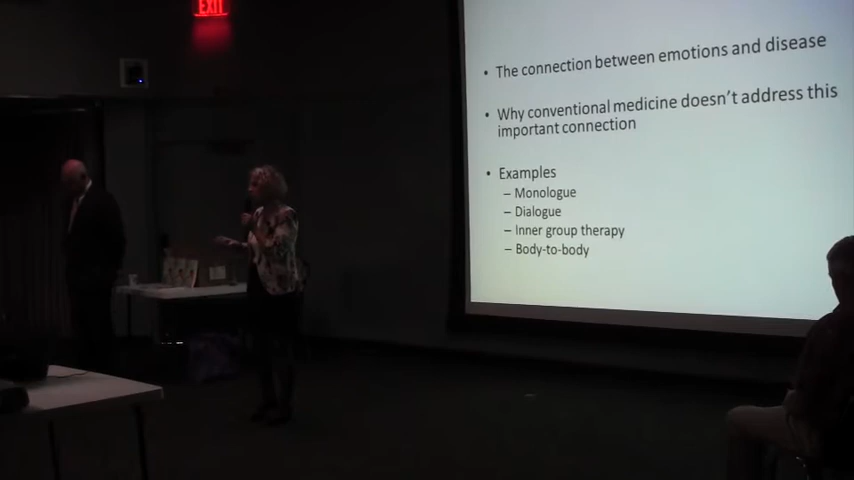 EXIT
• The connection between emotions and disease
• Why conventional medicine doesn't address this
important connection
• Examples
– Monologue
– Dialogue
– Inner group therapy
– Body-to-body